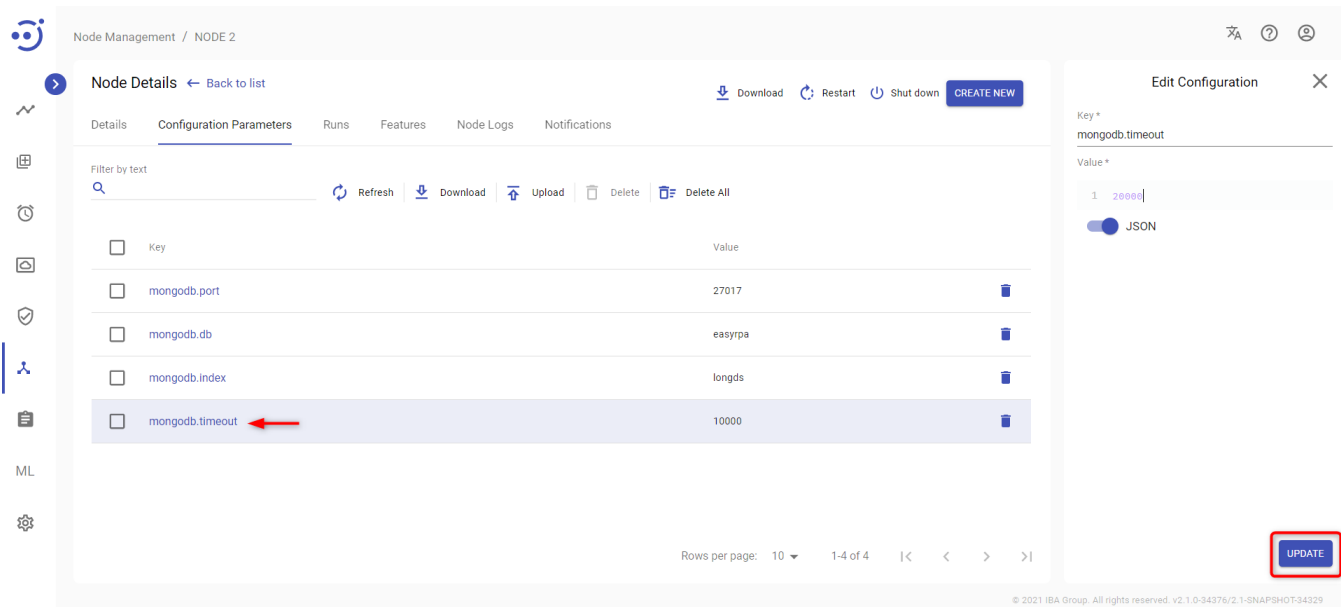 Node Management / NODE 2
Node Details ← Back to list
Download Restart Shut down CREATE NEW
Details Configuration Parameters Runs Features Node Logs Notifications
Filter by text
Refresh Download Upload Delete Delete All
Key Value
mongodb.port 27017
mongodb.db easyrpa
mongodb.index longds
mongodb.timeout 10000
Rows per page: 10 1-4 of 4
ML
Edit Configuration
Key *
mongodb.timeout
Value *
1 20000
JSON
UPDATE
© 2021 IBA Group. All rights reserved. v2.1.0-34376/2.1-SNAPSHOT-34329